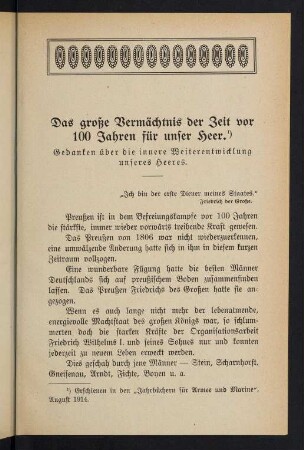 Das große Vermächtnis der Zeit vor
100 Jahren für unser Heer.¹)
Gedanken über die innere Weiterentwicklung
unseres Heeres.
„Ich bin der erste Diener meines Staates.“
Friedrich der Große.
Preußen ist in dem Befreiungskampfe vor 100 Jahren
die stärkste, immer wieder vorwärts treibende Kraft gewesen.
Das Preußen von 1806 war nicht wiederzuerkennen,
eine umwälzende Änderung hatte sich in ihm in diesem kurzen
Zeitraum vollzogen.
Eine wunderbare Fügung hatte die besten Männer
Deutschlands sich auf preußischem Boden zusammenfinden
lassen. Das Preußen Friedrichs des Großen hatte sie an-
gezogen.
Wenn es auch lange nicht mehr der lebenatmende,
energievolle Machtstaat des großen Königs war, so schlum-
merten doch die starken Kräfte der Organisationsarbeit
Friedrich Wilhelms I. und seines Sohnes nur und konnten
jederzeit zu neuem Leben erweckt werden.
Dies geschah durch jene Männer — Stein, Scharnhorst,
Gneisenau, Arndt, Fichte, Boyen u. a.
¹) Erschienen in den „Jahrbüchern für Armee und Marine“.
August 1914.